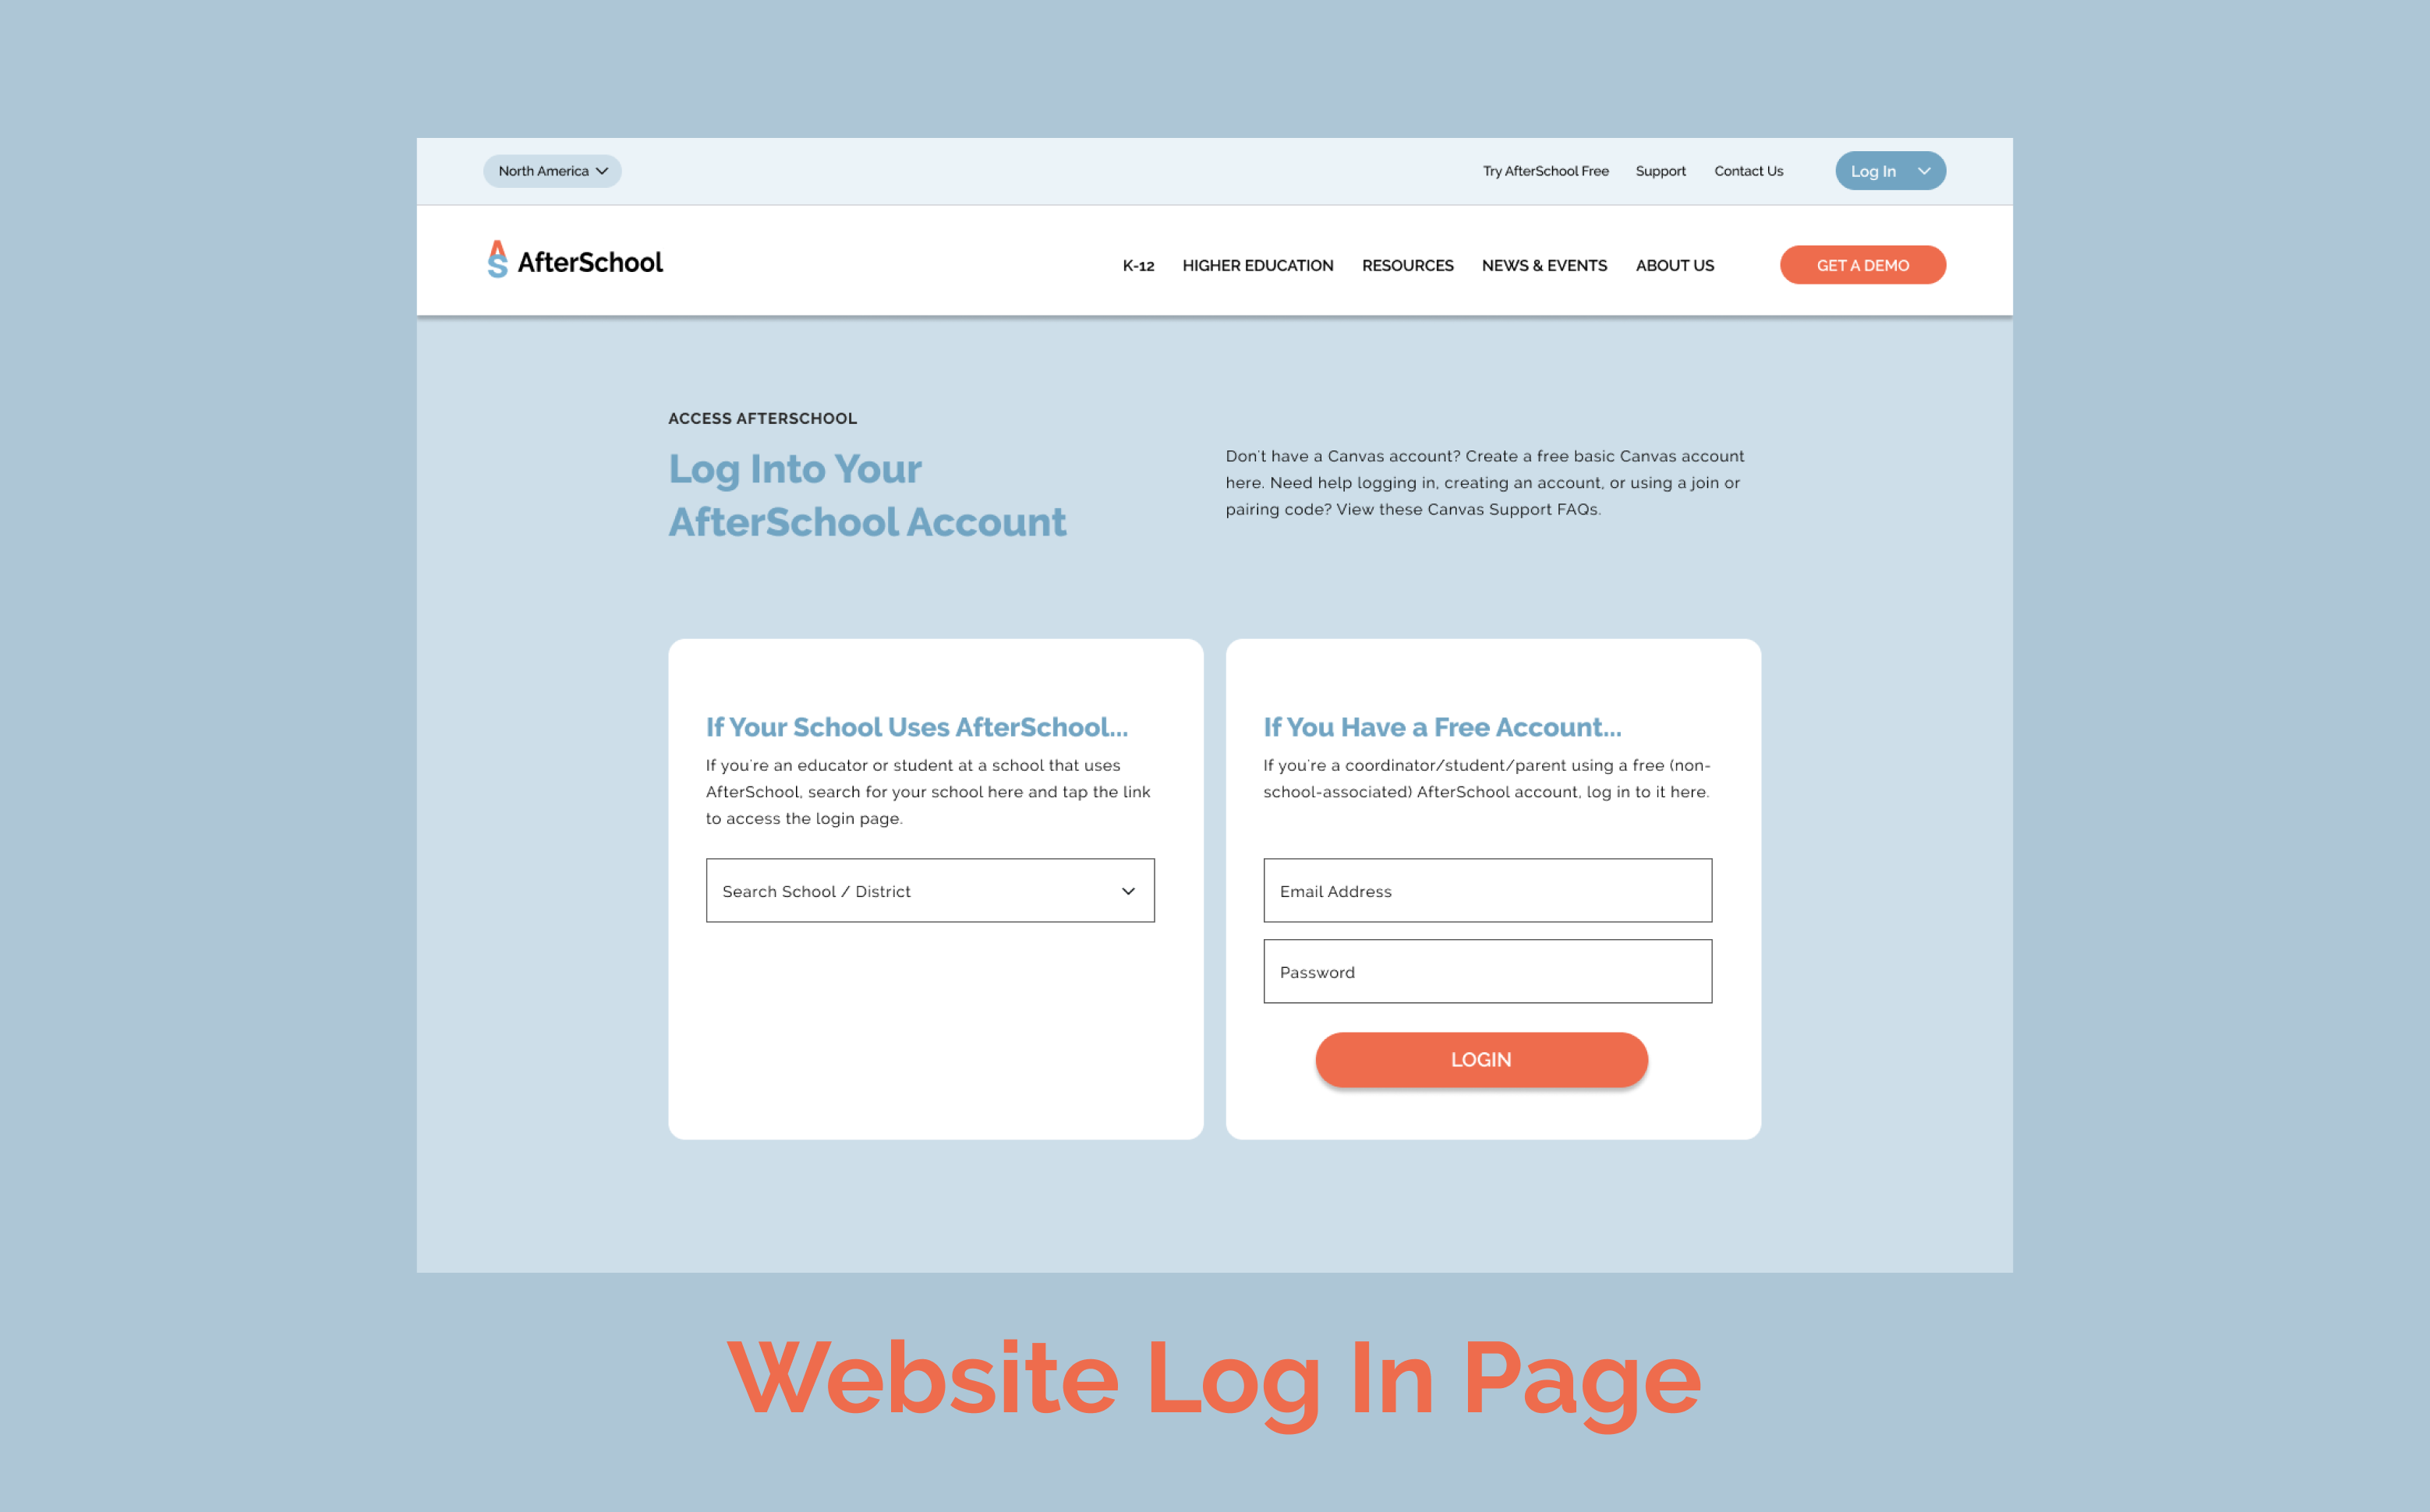 North America
Try AfterSchool Free
Support
Contact Us
Log In
AS
AfterSchool
K-12
HIGHER EDUCATION
RESOURCES
NEWS & EVENTS
ABOUT US
GET A DEMO
ACCESS AFTERSCHOOL
Log Into Your
AfterSchool Account
Don't have a Canvas account? Create a free basic Canvas account
here. Need help logging in, creating an account, or using a join or
pairing code? View these Canvas Support FAQs.
If Your School Uses AfterSchool...
If you're an educator or student at a school that uses
AfterSchool, search for your school here and tap the link
to access the login page.
Search School / District
If You Have a Free Account...
If you're a coordinator/student/parent using a free (non-
school-associated) AfterSchool account, log in to it here.
Email Address
Password
LOGIN
Website Log In Page